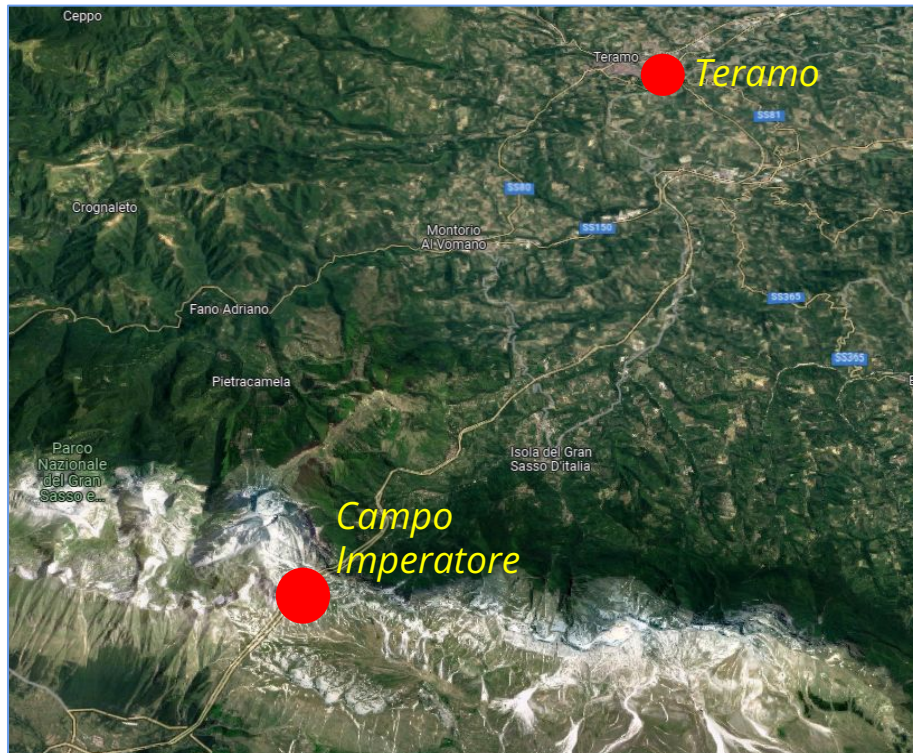 Ceppo
Teramo
Teramo
SS81
SS80
Crognaleto
SS150
Montorio
Al Vomano
SS365
Fano Adriano
SS365
Pietracamela
E
Parco
Nazionale
del Gran
Sasso e...
Isola del Gran
Sasso D'italia
Campo
Imperatore